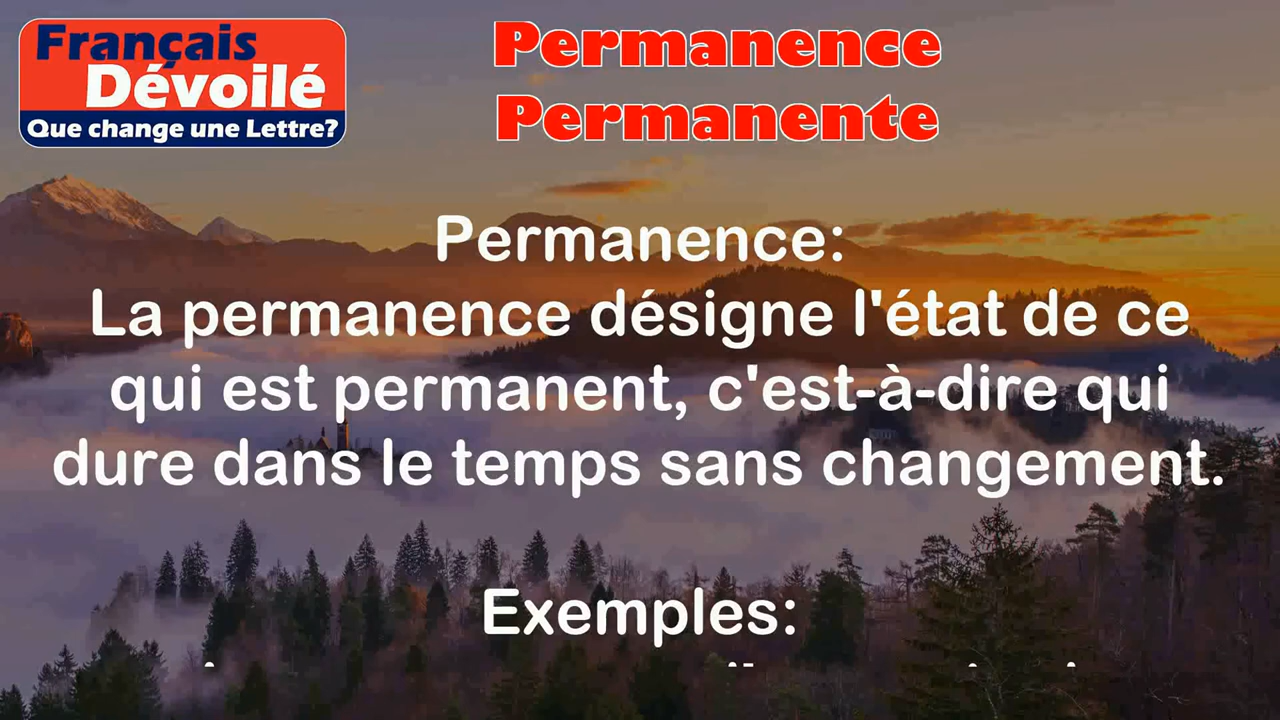 Français
Dévoilé
Que change une Lettre?
Permanence
Permanente
Permanence:
La permanence désigne l'état de ce
qui est permanent, c'est-à-dire qui
dure dans le temps sans changement.
Exemples: